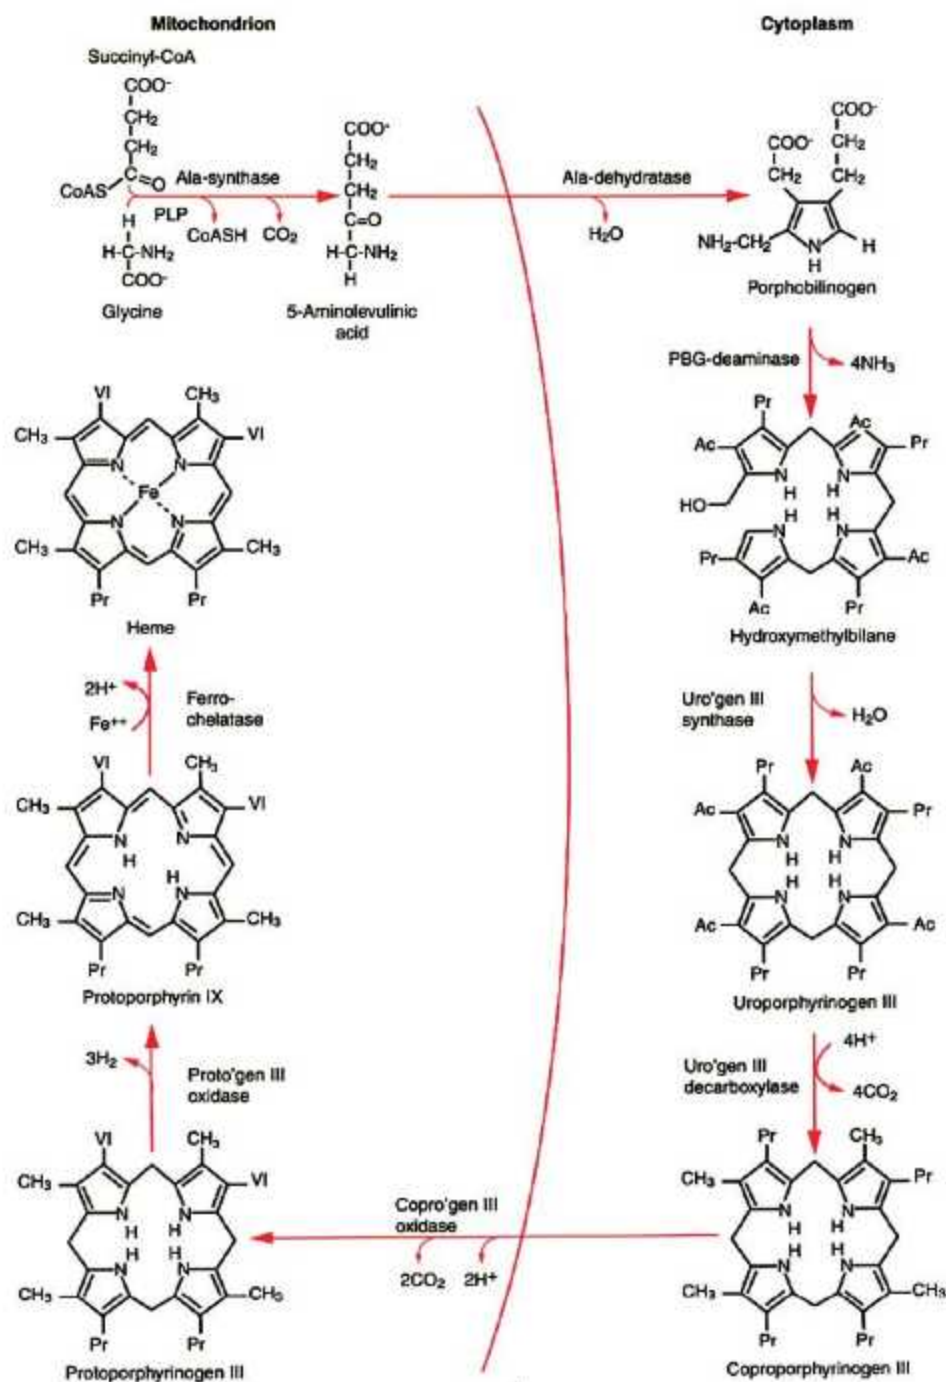 Mitochondrion
Cytoplasm
Succinyl-CoA
COO⁻
CH₂
CH₂
CoAS C=O
H
H-C-NH₂
COO⁻
Glycine
Ala-synthase
PLP
CoASH
CO₂
COO⁻
CH₂
CH₂
C=O
H-C-NH₂
H
5-Aminolevulinic
acid
Ala-dehydratase
H₂O
COO⁻
COO⁻
CH₂
CH₂
CH₂
NH₂-CH₂
N
H
H
Porphobilinogen
PBG-deaminase
4NH₃
Pr
Ac
Ac
Pr
N
N
H
H
HO
H
H
N
N
Pr
Ac
Ac
Pr
Hydroxymethylbilane
Uro'gen III
synthase
H₂O
Pr
Ac
Ac
Pr
N
N
H
H
H
H
N
N
Ac
Ac
Pr
Pr
Uroporphyrinogen III
Uro'gen III
decarboxylase
4H⁺
4CO₂
Pr
CH₃
CH₃
Pr
N
N
H
H
H
H
N
N
CH₃
CH₃
Pr
Pr
Coproporphyrinogen III
Copro'gen III
oxidase
2CO₂
2H⁺
VI
CH₃
CH₃
VI
N
N
H
H
H
H
N
N
CH₃
CH₃
Pr
Pr
Protoporphyrinogen III
3H₂
Proto'gen III
oxidase
VI
CH₃
CH₃
VI
N
N
H
H
N
N
CH₃
CH₃
Pr
Pr
Protoporphyrin IX
2H⁺
Fe⁺⁺
Ferro-
chelatase
VI
CH₃
CH₃
VI
N
N
Fe
N
N
CH₃
CH₃
Pr
Pr
Heme